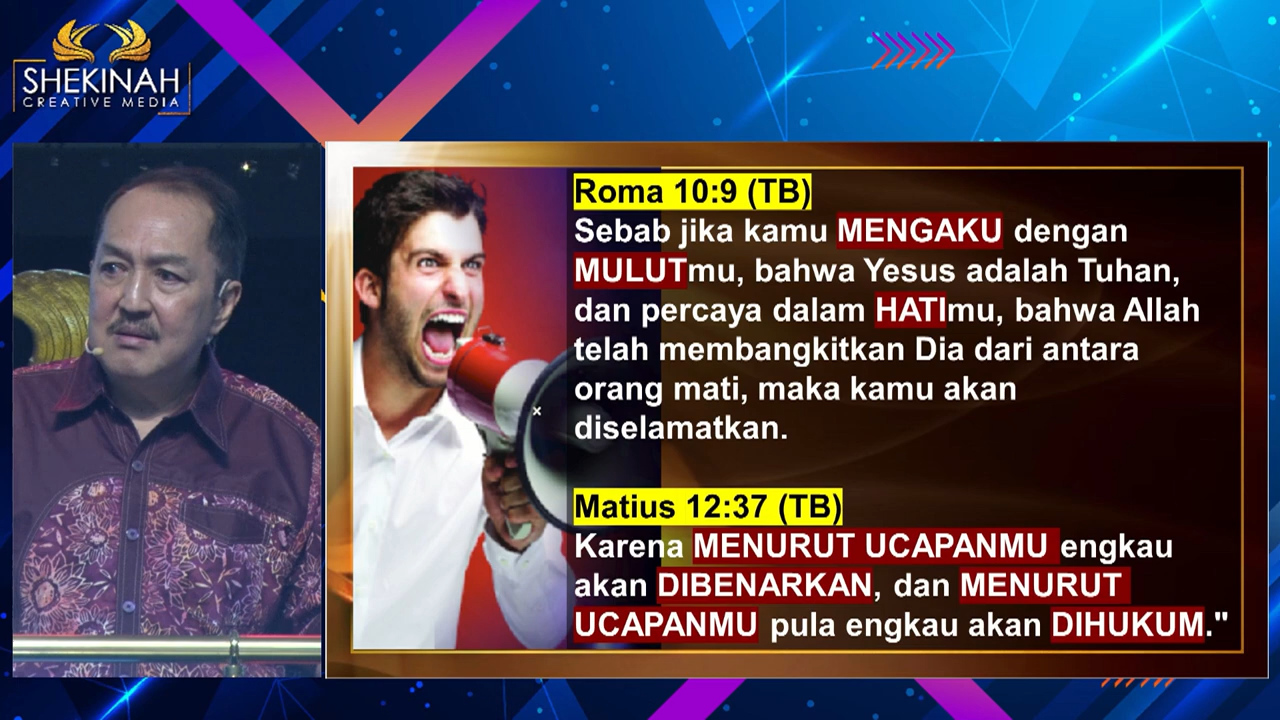 SHEKINAH
CREATIVE MEDIA
Roma 10:9 (TB)
Sebab jika kamu MENGAKU dengan
MULUTmu, bahwa Yesus adalah Tuhan,
dan percaya dalam HATImu, bahwa Allah
telah membangkitkan Dia dari antara
orang mati, maka kamu akan
diselamatkan.
Matius 12:37 (TB)
Karena MENURUT UCAPANMU engkau
akan DIBENARKAN, dan MENURUT
UCAPANMU pula engkau akan DIHUKUM."